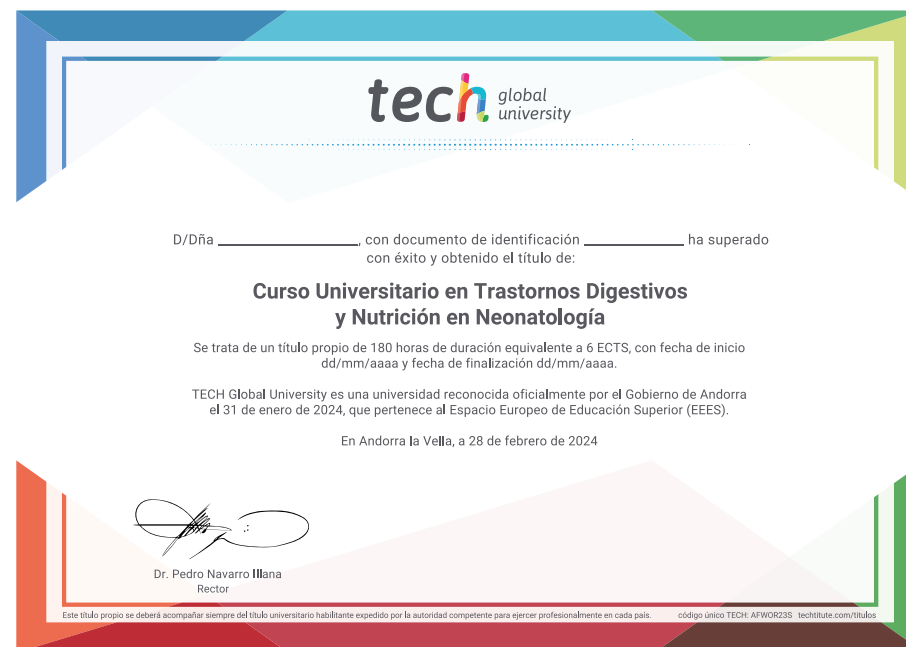 tech global
university
D/Dña ____________________, con documento de identificación ______________ ha superado
con éxito y obtenido el título de:
Curso Universitario en Trastornos Digestivos
y Nutrición en Neonatología
Se trata de un título propio de 180 horas de duración equivalente a 6 ECTS, con fecha de inicio
dd/mm/aaaa y fecha de finalización dd/mm/aaaa.
TECH Global University es una universidad reconocida oficialmente por el Gobierno de Andorra
el 31 de enero de 2024, que pertenece al Espacio Europeo de Educación Superior (EEES).
En Andorra la Vella, a 28 de febrero de 2024
Dr. Pedro Navarro Illana
Rector
Este título propio se deberá acompañar siempre del título universitario habilitante expedido por la autoridad competente para ejercer profesionalmente en cada país. código único TECH: AFWOR23S techtitute.com/titulos